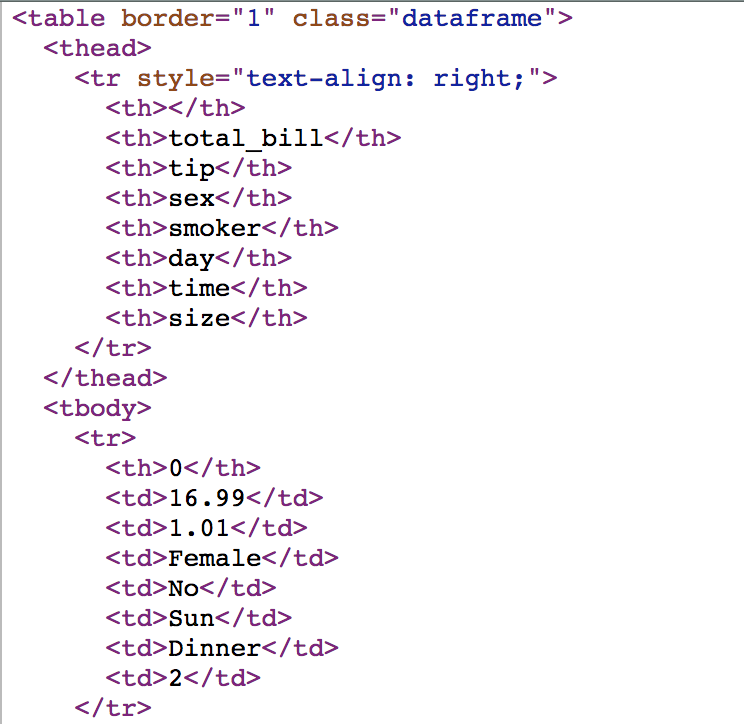 <table border="1" class="dataframe">
  <thead>
    <tr style="text-align: right;">
      <th></th>
      <th>total_bill</th>
      <th>tip</th>
      <th>sex</th>
      <th>smoker</th>
      <th>day</th>
      <th>time</th>
      <th>size</th>
    </tr>
  </thead>
  <tbody>
    <tr>
      <th>0</th>
      <td>16.99</td>
      <td>1.01</td>
      <td>Female</td>
      <td>No</td>
      <td>Sun</td>
      <td>Dinner</td>
      <td>2</td>
    </tr>